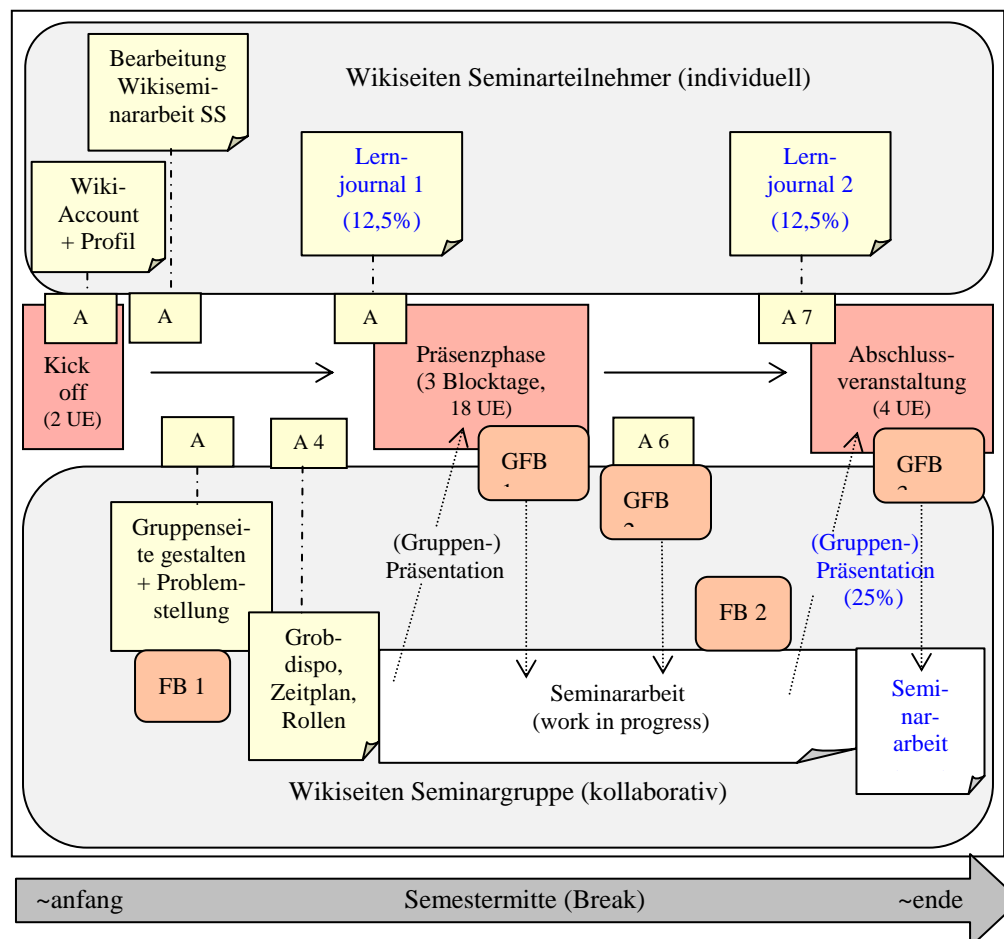 Bearbeitung
Wikisemi-
nararbeit SS
Wikiseiten Seminarteilnehmer (individuell)
Wiki-
Account
+ Profil
Lern-
journal 1
(12,5%)
Lern-
journal 2
(12,5%)
A
A
A
A 7
Kick
off
(2 UE)
Präsenzphase
(3 Blocktage,
18 UE)
Abschluss-
veranstaltung
(4 UE)
A
A 4
A 6
GFB
GFB
GFB
Gruppensei-
te gestalten
+ Problem-
stellung
(Gruppen-)
Präsentation
(Gruppen-)
Präsentation
(25%)
FB 1
FB 2
Grob-
dispo,
Zeitplan,
Rollen
Seminararbeit
(work in progress)
Semi-
nar-
arbeit
Wikiseiten Seminargruppe (kollaborativ)
~anfang
Semestermitte (Break)
~ende